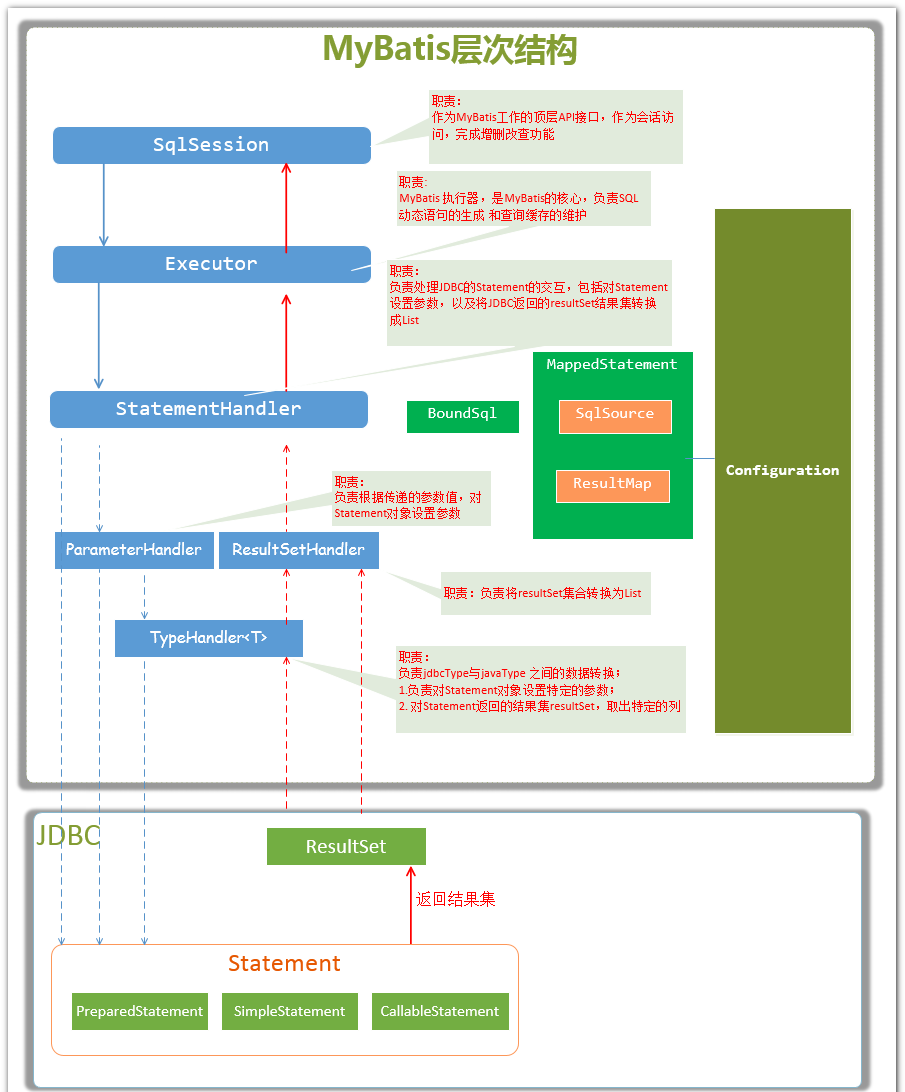 MyBatis层次结构
职责：
作为MyBatis工作的顶层API接口，作为会话访
问，完成增删改查功能
SqlSession
职责:
MyBatis 执行器，是MyBatis的核心，负责SQL
动态语句的生成 和查询缓存的维护
Executor
职责：
负责处理JDBC的Statement的交互，包括对Statement
设置参数，以及将JDBC返回的resultSet结果集转换
成List
MappedStatement
StatementHandler
BoundSql
SqlSource
Configuration
ResultMap
职责：
负责根据传递的参数值，对
Statement对象设置参数
ParameterHandler
ResultSetHandler
职责：负责将resultSet集合转换为List
TypeHandler<T>
职责：
负责jdbcType与javaType 之间的数据转换；
1.负责对Statement对象设置特定的参数；
2. 对Statement返回的结果集resultSet，取出特定的列
JDBC
ResultSet
返回结果集
Statement
PreparedStatement
SimpleStatement
CallableStatement